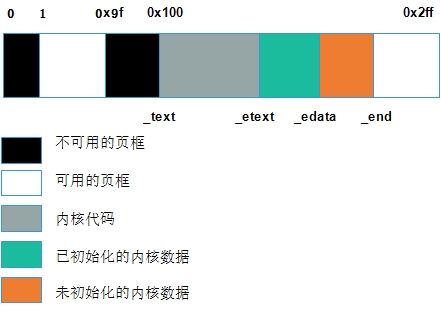 0 1 0x9f 0x100 0x2ff
_text _etext _edata _end
不可用的页框
可用的页框
内核代码
已初始化的内核数据
未初始化的内核数据